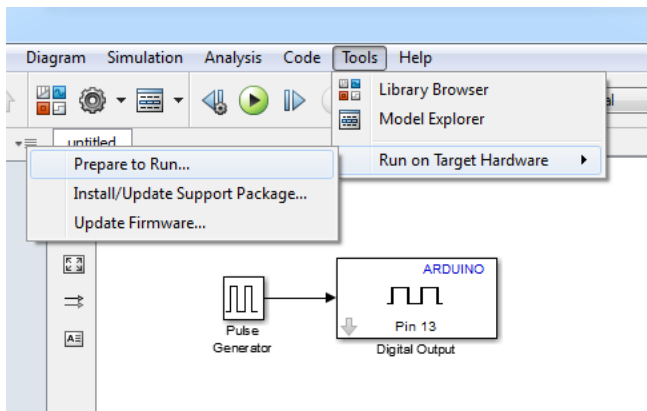 Diagram Simulation Analysis Code Tools Help
Library Browser
Model Explorer
al
untitled
Run on Target Hardware
Prepare to Run...
Install/Update Support Package...
Update Firmware...
ARDUINO
Pin 13
Pulse
Generator
Digital Output